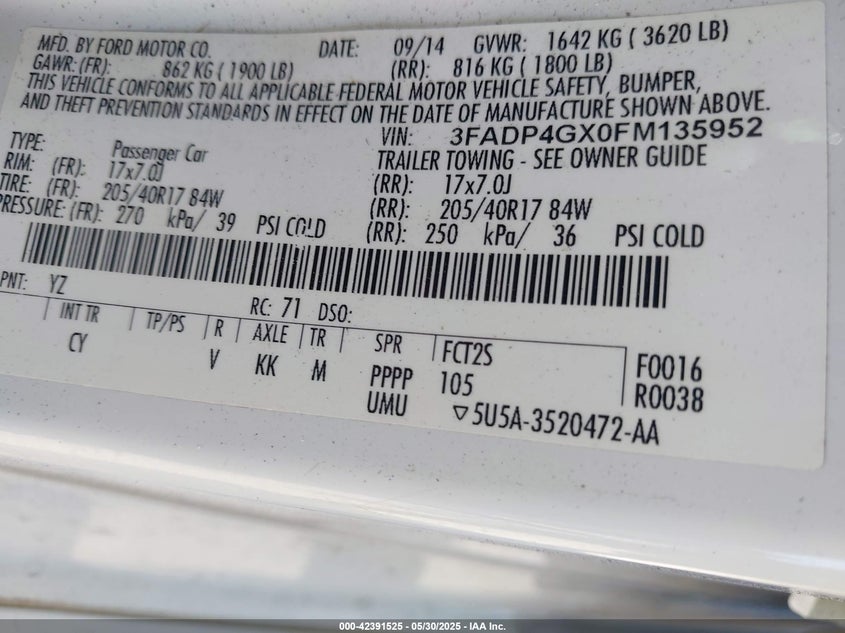 MFD. BY FORD MOTOR CO. DATE: 09/14 GVWR: 1642 KG ( 3620 LB)
GAWR: (FR): 862 KG ( 1900 LB) (RR): 816 KG ( 1800 LB)
THIS VEHICLE CONFORMS TO ALL APPLICABLE FEDERAL MOTOR VEHICLE SAFETY, BUMPER,
AND THEFT PREVENTION STANDARDS IN EFFECT ON THE DATE OF MANUFACTURE SHOWN ABOVE.
VIN: 3FADP4GX0FM135952
TYPE: Passenger Car TRAILER TOWING - SEE OWNER GUIDE
RIM: (FR): 17x7.0J (RR): 17x7.0J
TIRE: (FR): 205/40R17 84W (RR): 205/40R17 84W
PRESSURE: (FR): 270 kPa/ 39 PSI COLD (RR): 250 kPa/ 36 PSI COLD
PNT: YZ
RC: 71 DSO:
INT TR TP/PS R AXLE TR SPR FCT2S F0016
CY V KK M PPPP 105 R0038
UMU ▽5U5A-3520472-AA
000-42391525 - 05/30/2025 - IAA Inc.